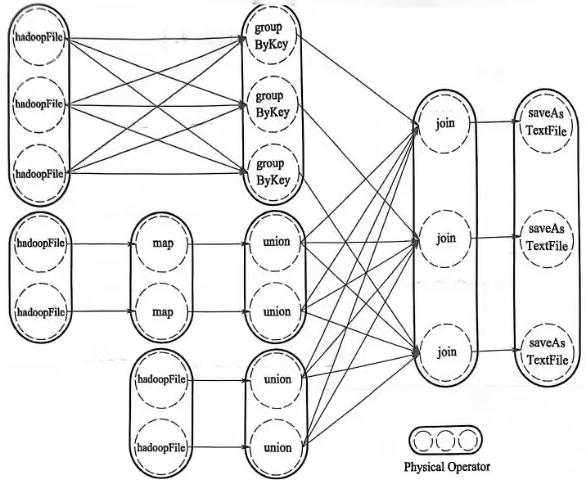 hadoopFile
hadoopFile
hadoopFile
group
ByKey
group
ByKey
group
ByKey
hadoopFile
hadoopFile
map
map
union
union
hadoopFile
hadoopFile
union
union
join
join
join
saveAs
TextFile
saveAs
TextFile
saveAs
TextFile
Physical Operator